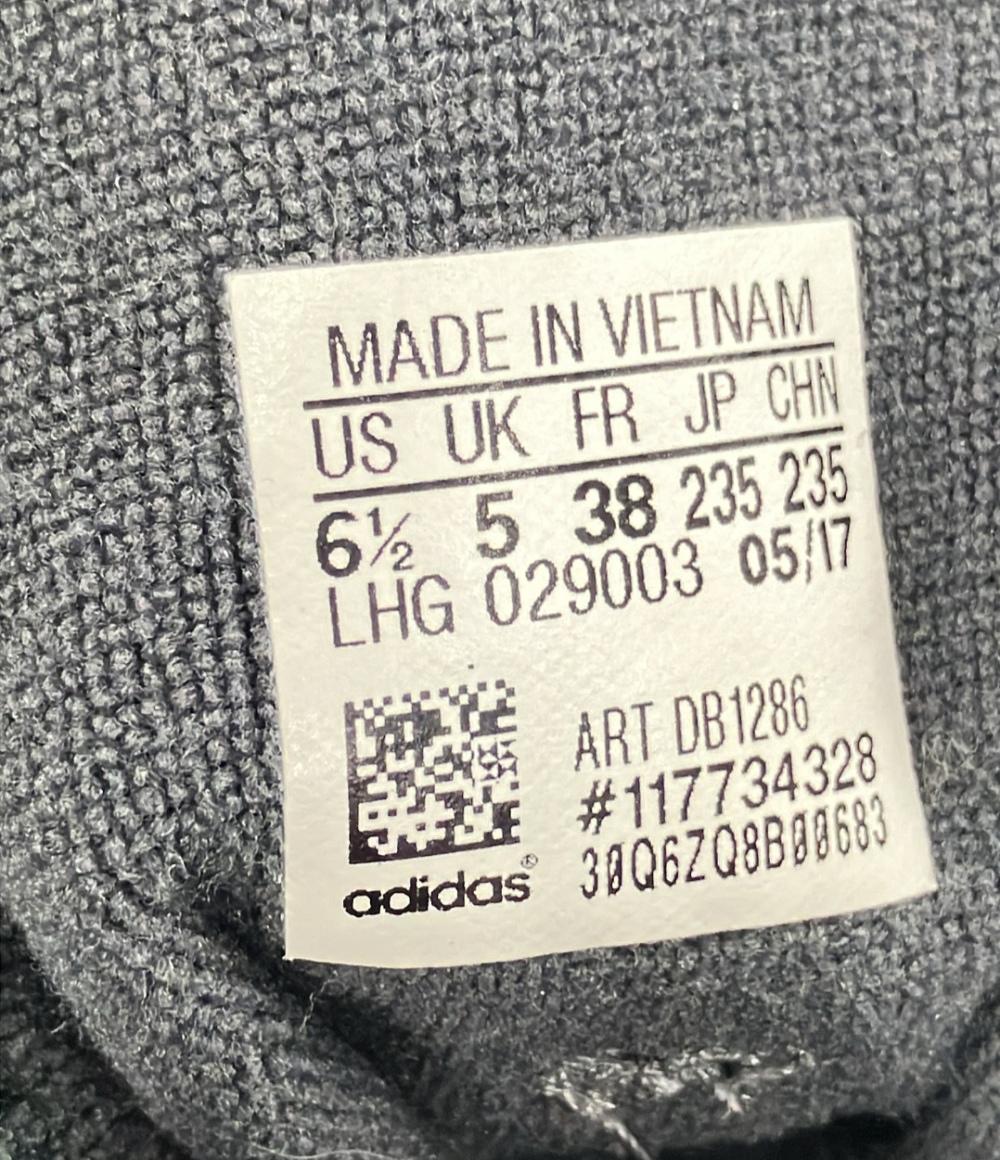 MADE IN VIETNAM
US UK FR JP CHN
6½ 5 38 235 235
LHG 029003 05/17
ART DB1286
#117734328
30Q6ZQ8B00683
adidas®